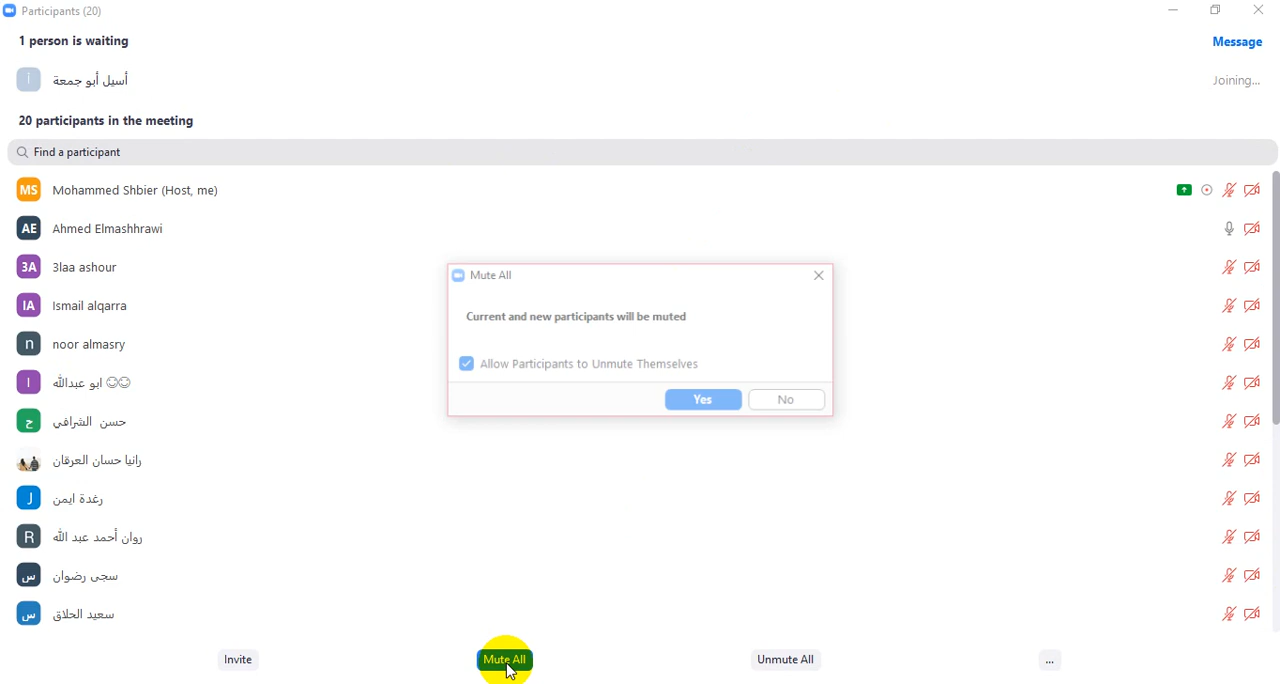 Participants (20)
1 person is waiting
Message
أ
أسيل أبو جمعة
Joining...
20 participants in the meeting
Find a participant
MS
Mohammed Shbier (Host, me)
AE
Ahmed Elmashhrawi
3A
3laa ashour
IA
Ismail alqarra
n
noor almasry
ا
ابو عبدالله
ح
حسن الشرافي
رانيا حسان العرقان
J
رغدة ايمن
R
روان أحمد عبد الله
س
سجى رضوان
س
سعيد الحلاق
Mute All
Current and new participants will be muted
Allow Participants to Unmute Themselves
Yes
No
Invite
Mute All
Unmute All
...